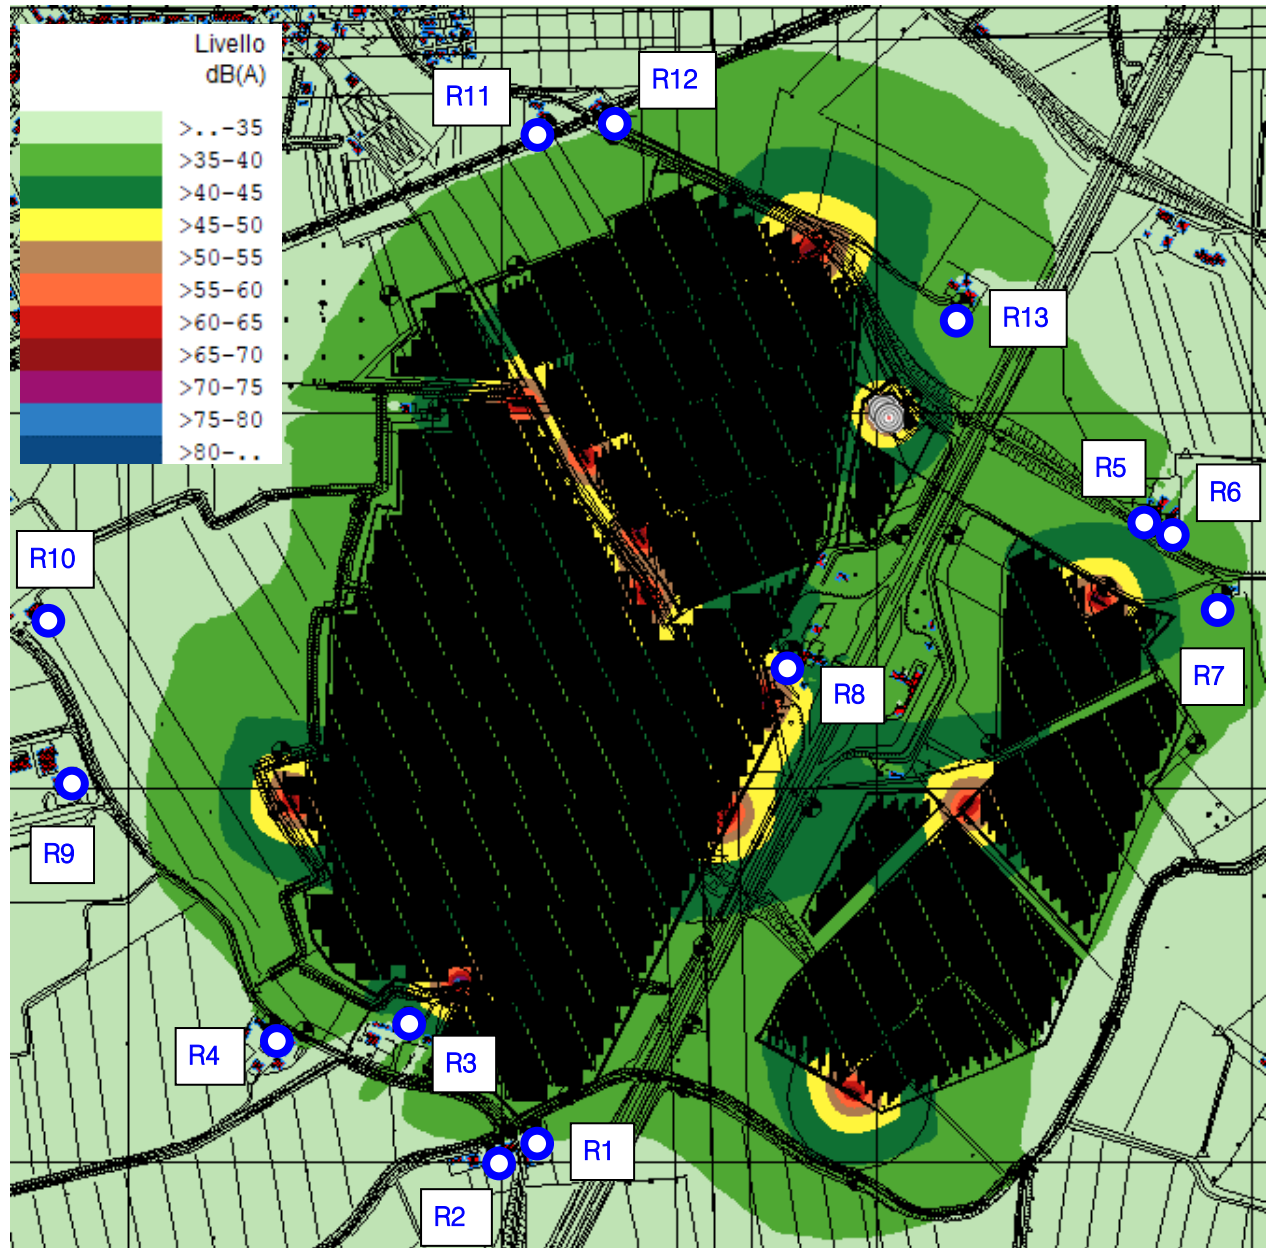 Livello
dB(A)
>..-35
>35-40
>40-45
>45-50
>50-55
>55-60
>60-65
>65-70
>70-75
>75-80
>80-..
R12
R11
R13
R5
R6
R10
R7
R8
R9
R4
R3
R1
R2